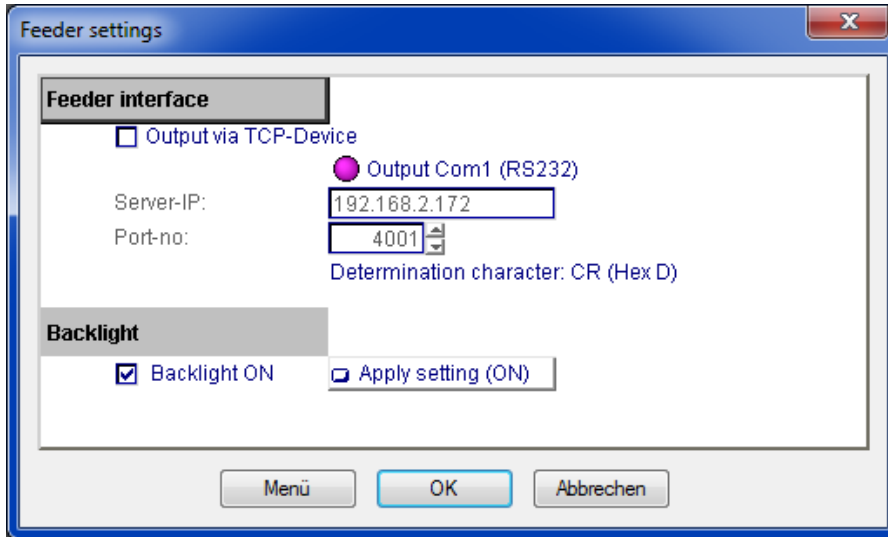 Feeder settings
Feeder interface
Output via TCP-Device
Output Com1 (RS232)
Server-IP: 192.168.2.172
Port-no: 4001
Determination character: CR (Hex D)
Backlight
Backlight ON Apply setting (ON)
Menü OK Abbrechen